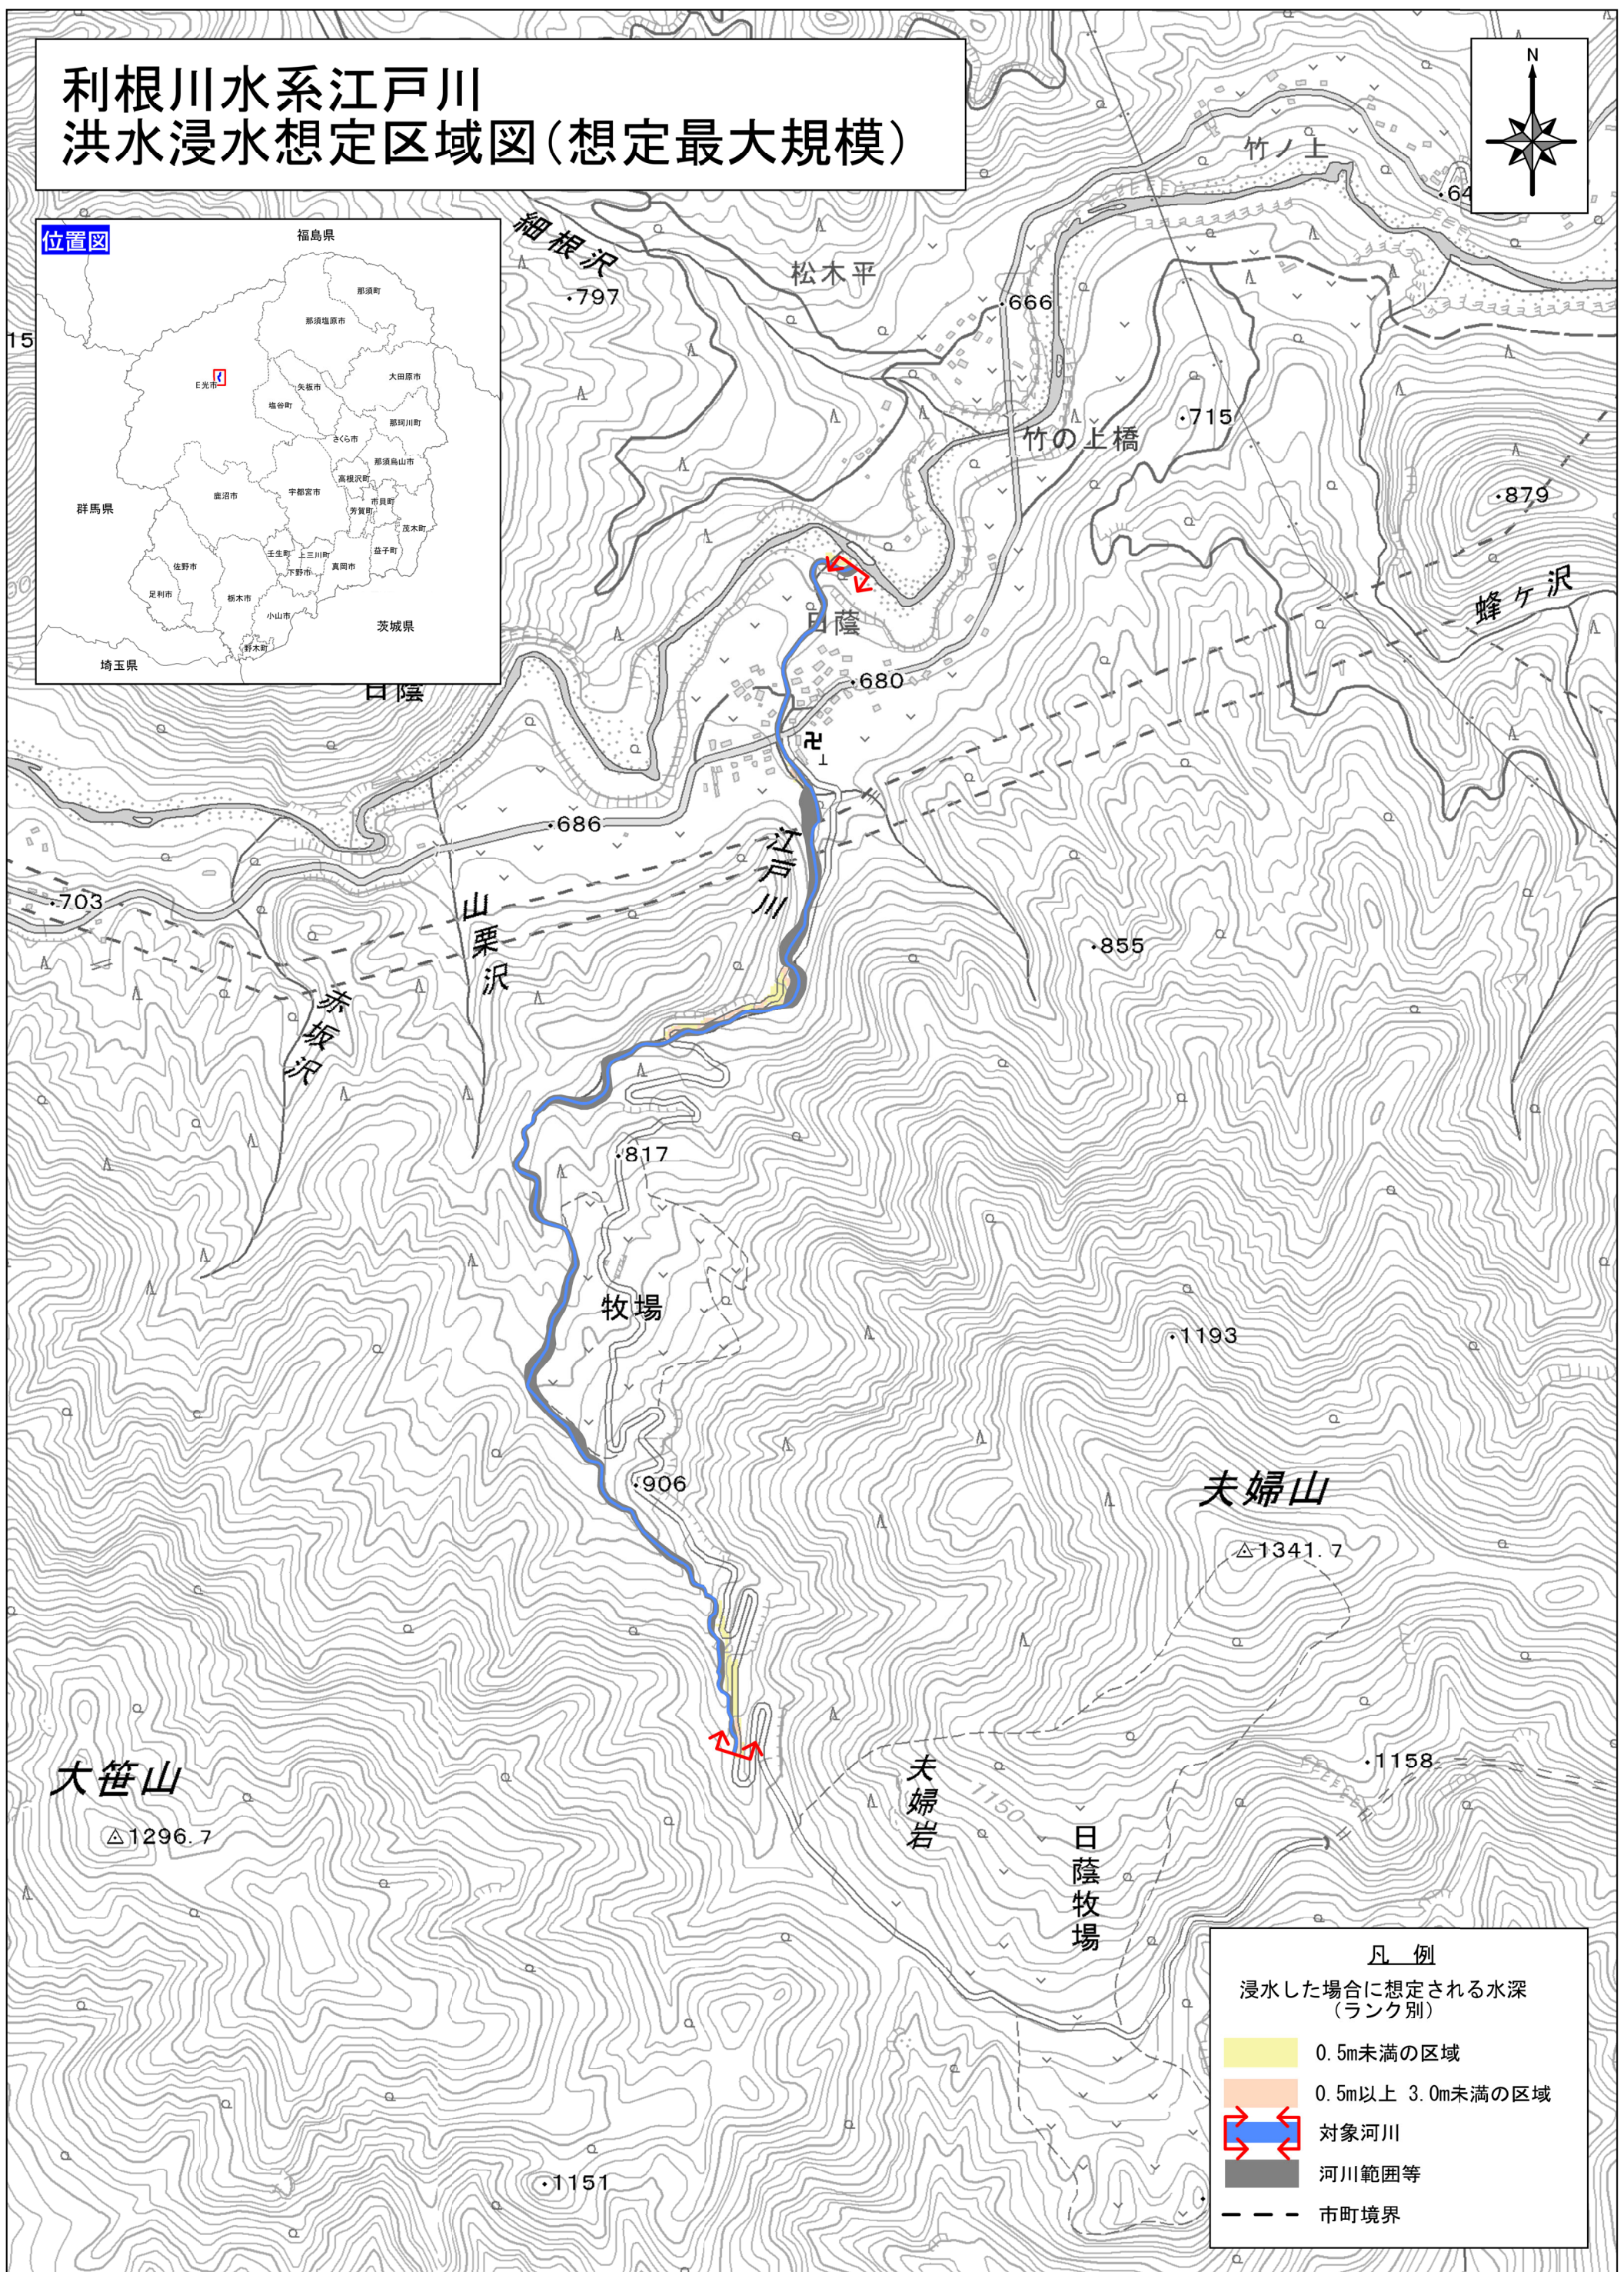 利根川水系江戸川
洪水浸水想定区域図(想定最大規模)
N
位置図
福島県
那須町
那須塩原市
日光市
矢板市
大田原市
塩谷町
那珂川町
さくら市
那須烏山市
高根沢町
鹿沼市
宇都宮市
市貝町
芳賀町
群馬県
茂木町
壬生町
上三川町
益子町
佐野市
下野市
真岡市
足利市
栃木市
小山市
茨城県
野木町
埼玉県
細根沢
797
松木平
竹ノ上
64
666
15
715
竹の上橋
879
蜂ケ沢
日蔭
日陰
680
686
江戸川
703
山栗沢
855
赤坂沢
817
牧場
1193
906
夫婦山
1341.7
大笹山
1296.7
夫婦岩
1150
1158
日蔭牧場
1151
凡 例
浸水した場合に想定される水深
(ランク別)
0.5m未満の区域
0.5m以上 3.0m未満の区域
対象河川
河川範囲等
市町境界